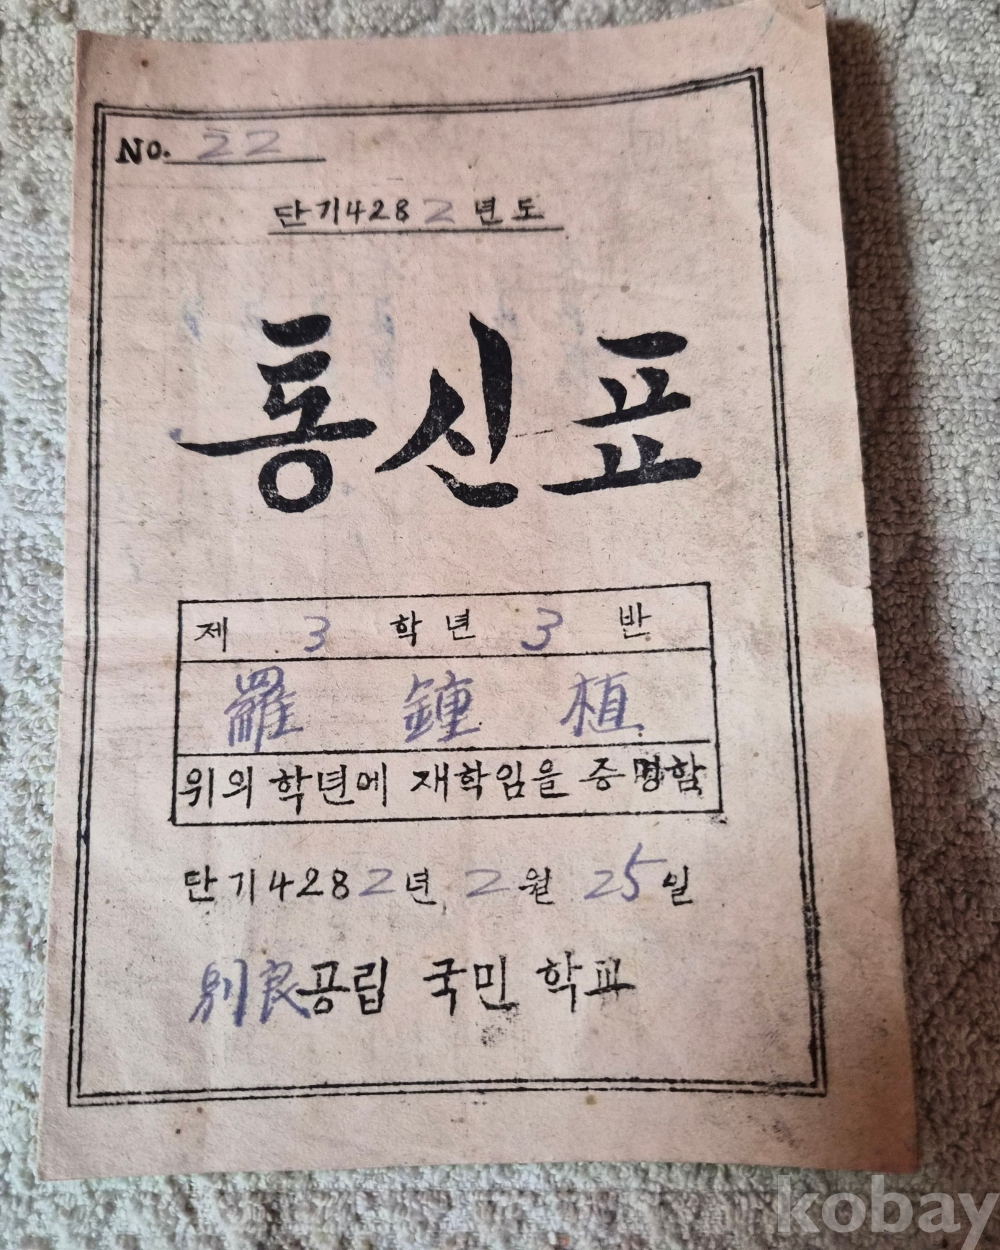 No. 22
단기4282년도
통신표
제 3 학년 3 반
羅 鍾 植
위의 학년에 재학임을 증명함
단기4282년 2월 25일
別良공립 국민 학교
kobay